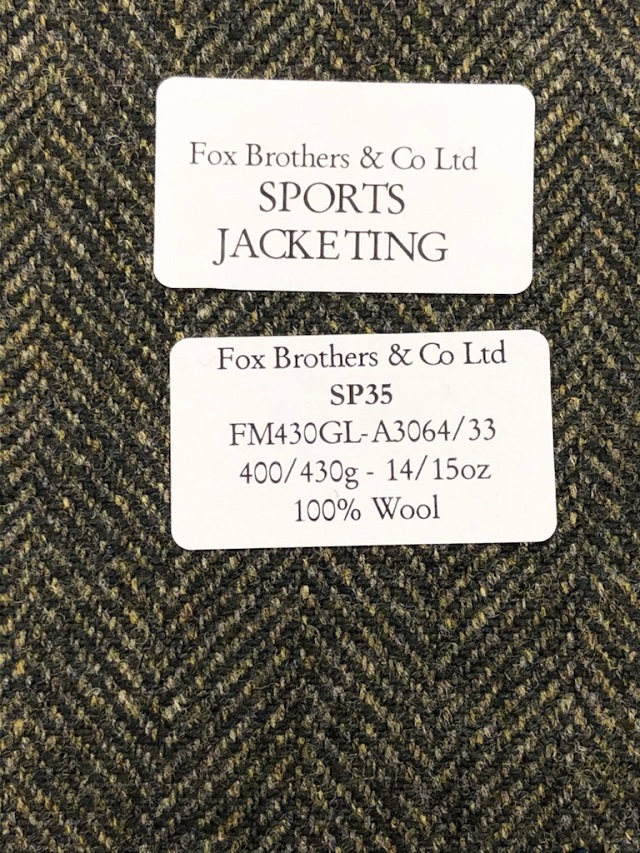 Fox Brothers & Co Ltd
SPORTS
JACKETING
Fox Brothers & Co Ltd
SP35
FM430GL-A3064/33
400/430g - 14/15oz
100% Wool